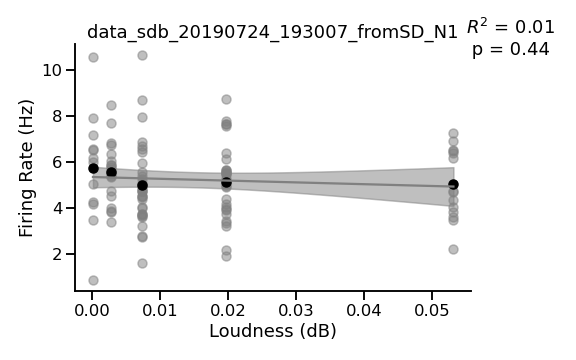 data_sdb_20190724_193007_fromSD_N1
R² = 0.01
p = 0.44
Firing Rate (Hz)
10
8
6
4
2
0.00 0.01 0.02 0.03 0.04 0.05
Loudness (dB)